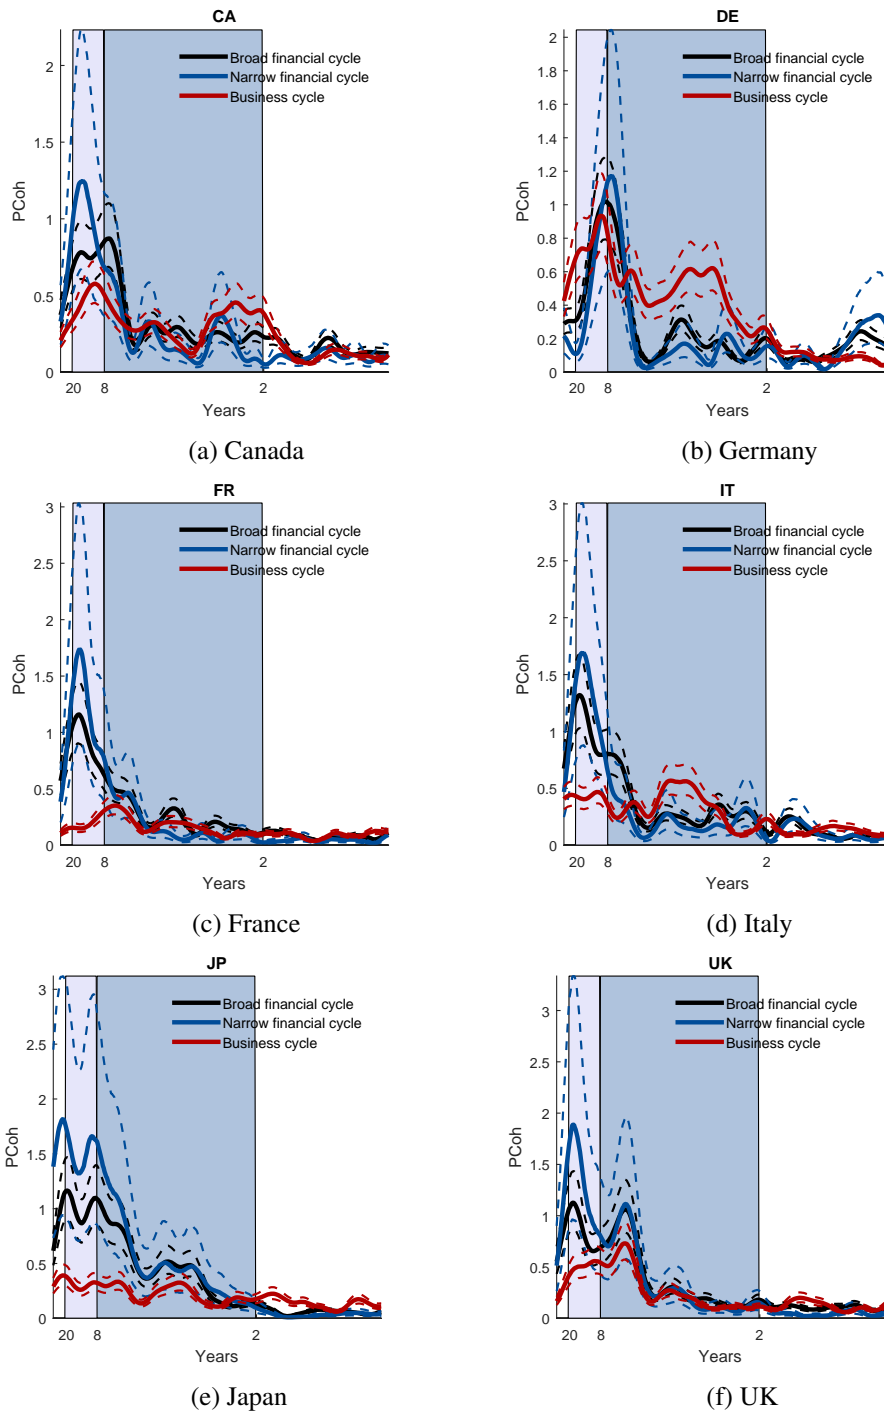 CA
2
1.5
1
0.5
0
PCoh
Broad financial cycle
Narrow financial cycle
Business cycle
20 8 2
Years
(a) Canada
DE
2
1.8
1.6
1.4
1.2
1
0.8
0.6
0.4
0.2
0
PCoh
Broad financial cycle
Narrow financial cycle
Business cycle
20 8 2
Years
(b) Germany
FR
3
2.5
2
1.5
1
0.5
0
PCoh
Broad financial cycle
Narrow financial cycle
Business cycle
20 8 2
Years
(c) France
IT
3
2.5
2
1.5
1
0.5
0
PCoh
Broad financial cycle
Narrow financial cycle
Business cycle
20 8 2
Years
(d) Italy
JP
3
2.5
2
1.5
1
0.5
0
PCoh
Broad financial cycle
Narrow financial cycle
Business cycle
20 8 2
Years
(e) Japan
UK
3
2.5
2
1.5
1
0.5
0
PCoh
Broad financial cycle
Narrow financial cycle
Business cycle
20 8 2
Years
(f) UK